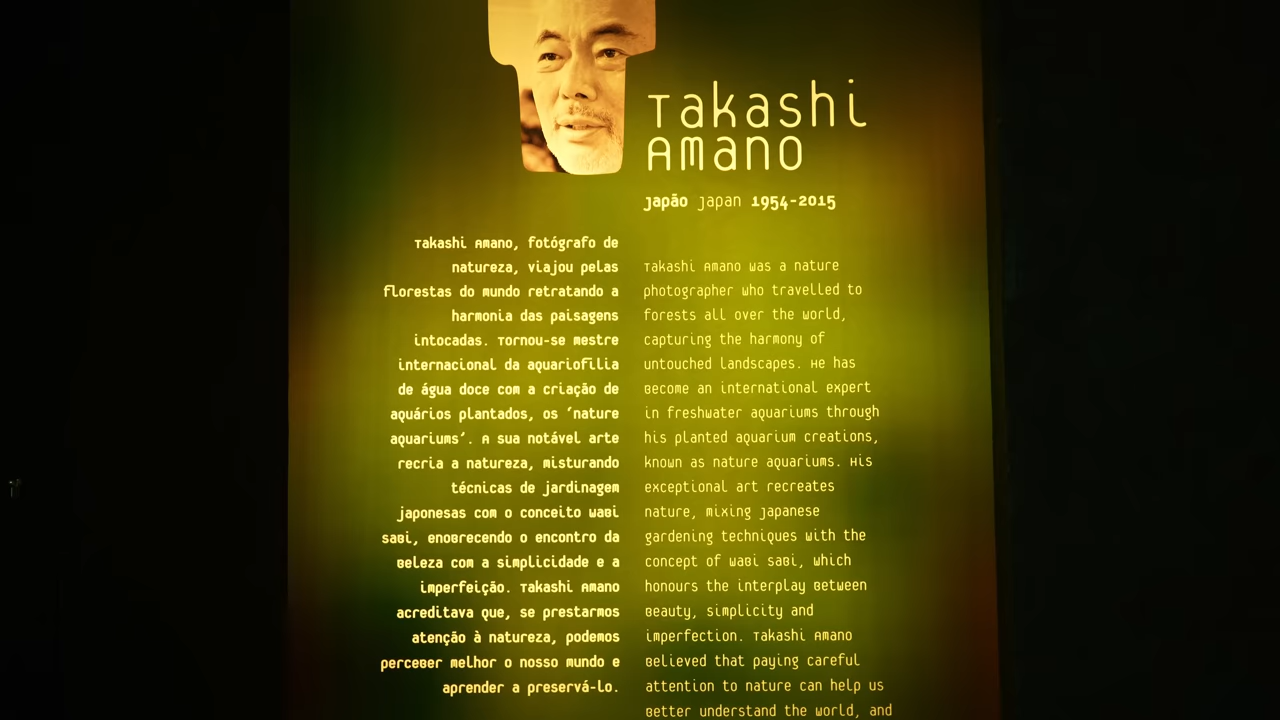 Takashi
Amano
japão japan 1954-2015
Takashi Amano, fotógrafo de
natureza, viajou pelas
florestas do mundo retratando a
harmonia das paisagens
intocadas. Tornou-se mestre
internacional da aquariofilia
de água doce com a criação de
aquários plantados, os ‘nature
aquariums’. A sua notável arte
recria a natureza, misturando
técnicas de jardinagem
japonesas com o conceito wabi
sabi, enobrecendo o encontro da
beleza com a simplicidade e a
imperfeição. Takashi Amano
acreditava que, se prestarmos
atenção à natureza, podemos
perceber melhor o nosso mundo e
aprender a preservá-lo.
Takashi Amano was a nature
photographer who travelled to
forests all over the world,
capturing the harmony of
untouched landscapes. He has
become an international expert
in freshwater aquariums through
his planted aquarium creations,
known as nature aquariums. His
exceptional art recreates
nature, mixing japanese
gardening techniques with the
concept of wabi sabi, which
honours the interplay between
beauty, simplicity and
imperfection. Takashi Amano
believed that paying careful
attention to nature can help us
better understand the world, and